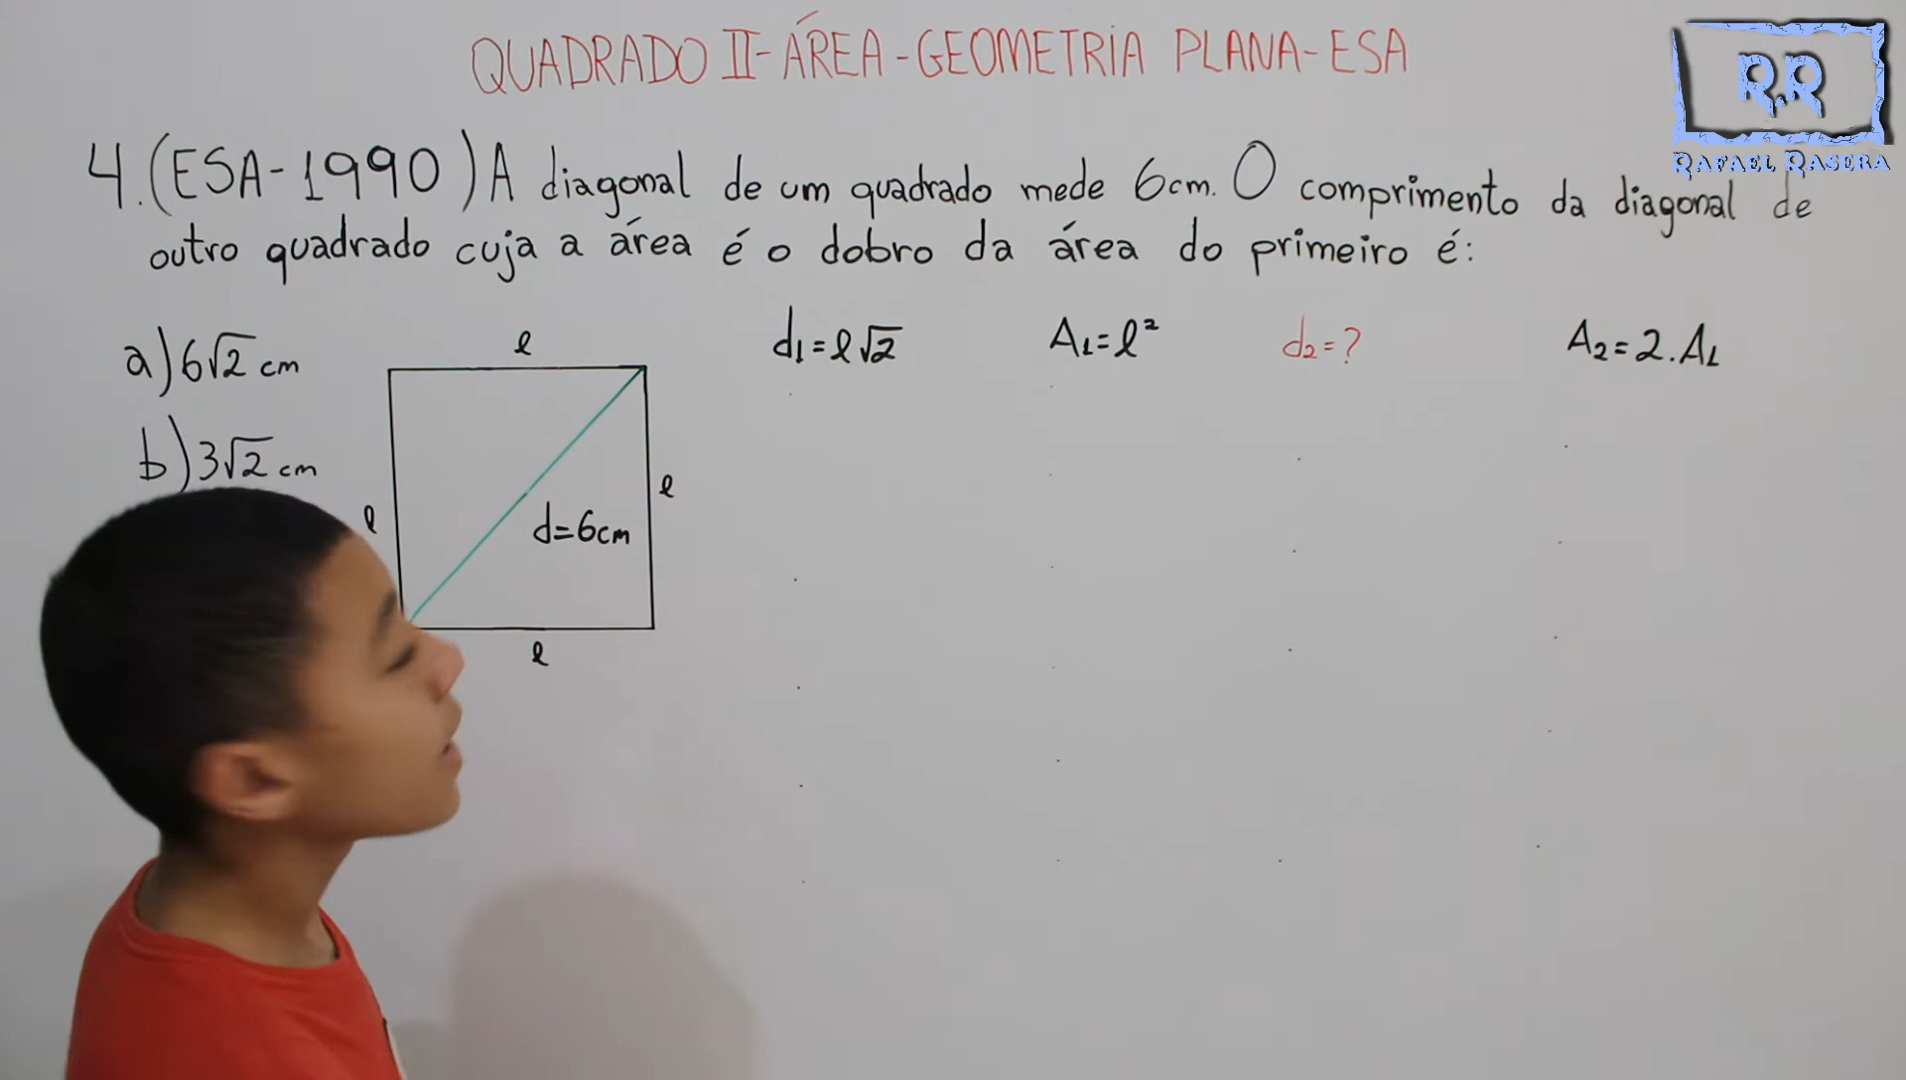 QUADRADO II-ÁREA-GEOMETRIA PLANA-ESA
R.R
RAFAEL RASERA
4.(ESA-1990) A diagonal de um quadrado mede 6cm. O comprimento da diagonal de
outro quadrado cuja a área é o dobro da área do primeiro é:
a) 6√2 cm
b) 3√2 cm
l
l
l
l
d=6cm
d₁=l√2
A₁=l²
d₂=?
A₂=2.A₁